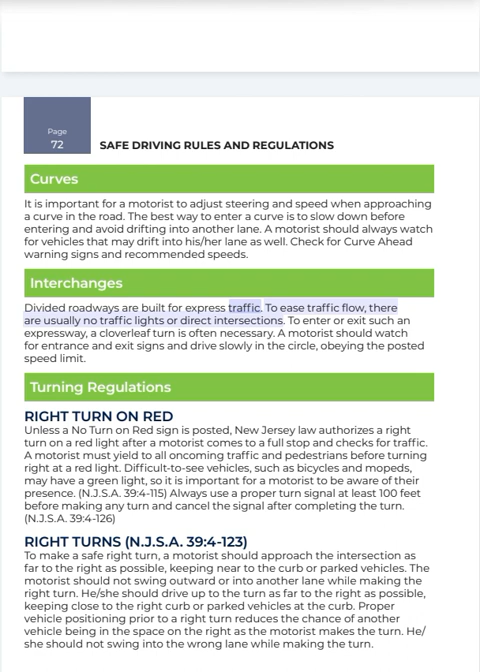 Page
72
SAFE DRIVING RULES AND REGULATIONS
Curves
It is important for a motorist to adjust steering and speed when approaching
a curve in the road. The best way to enter a curve is to slow down before
entering and avoid drifting into another lane. A motorist should always watch
for vehicles that may drift into his/her lane as well. Check for Curve Ahead
warning signs and recommended speeds.
Interchanges
Divided roadways are built for express traffic. To ease traffic flow, there
are usually no traffic lights or direct intersections. To enter or exit such an
expressway, a cloverleaf turn is often necessary. A motorist should watch
for entrance and exit signs and drive slowly in the circle, obeying the posted
speed limit.
Turning Regulations
RIGHT TURN ON RED
Unless a No Turn on Red sign is posted, New Jersey law authorizes a right
turn on a red light after a motorist comes to a full stop and checks for traffic.
A motorist must yield to all oncoming traffic and pedestrians before turning
right at a red light. Difficult-to-see vehicles, such as bicycles and mopeds,
may have a green light, so it is important for a motorist to be aware of their
presence. (N.J.S.A. 39:4-115) Always use a proper turn signal at least 100 feet
before making any turn and cancel the signal after completing the turn.
(N.J.S.A. 39:4-126)
RIGHT TURNS (N.J.S.A. 39:4-123)
To make a safe right turn, a motorist should approach the intersection as
far to the right as possible, keeping near to the curb or parked vehicles. The
motorist should not swing outward or into another lane while making the
right turn. He/she should drive up to the turn as far to the right as possible,
keeping close to the right curb or parked vehicles at the curb. Proper
vehicle positioning prior to a right turn reduces the chance of another
vehicle being in the space on the right as the motorist makes the turn. He/
she should not swing into the wrong lane while making the turn.